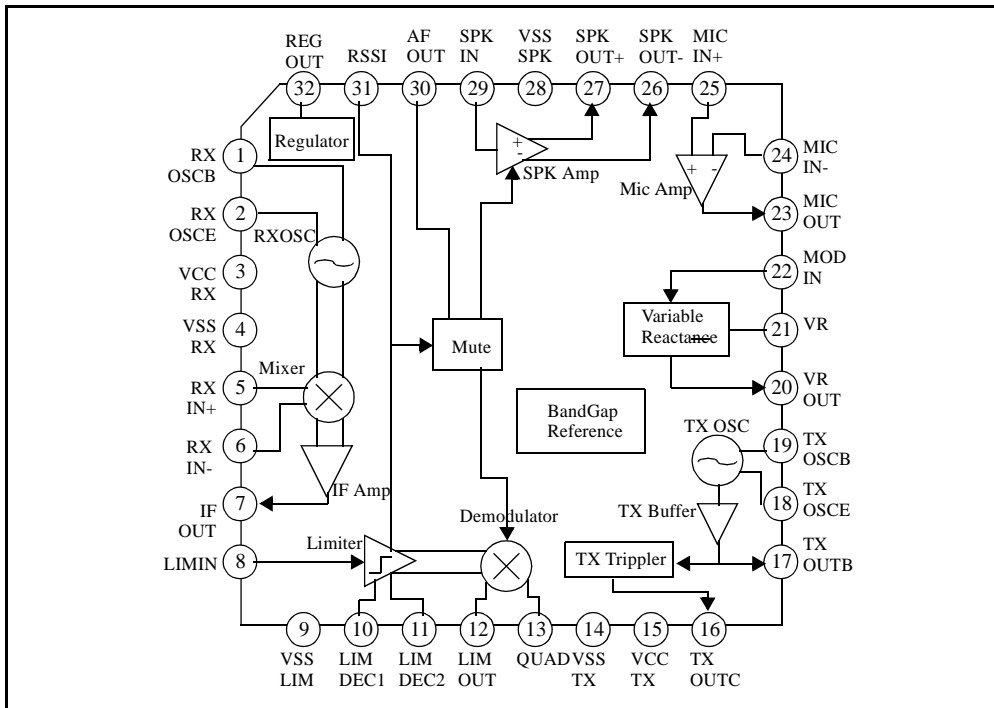 REG
OUT
RSSI
AF
OUT
SPK
IN
VSS
SPK
SPK
OUT+
SPK
OUT-
MIC
IN+
32
31
30
29
28
27
26
25
Regulator
+
-
SPK Amp
1
RX
OSCB
24
MIC
IN-
+ -
Mic Amp
2
RX
OSCE
RXOSC
23
MIC
OUT
3
VCC
RX
22
MOD
IN
4
VSS
RX
Mute
Variable
Reactance
21
VR
5
RX
IN+
Mixer
20
VR
OUT
BandGap
Reference
6
RX
IN-
TX OSC
19
TX
OSCB
7
IF
OUT
IF Amp
18
TX
OSCE
TX Buffer
Demodulator
8
LIMIN
Limiter
TX Trippler
17
TX
OUTB
9
10
11
12
13
14
15
16
VSS
LIM
LIM
DEC1
LIM
DEC2
LIM
OUT
QUAD
VSS
TX
VCC
TX
TX
OUTC